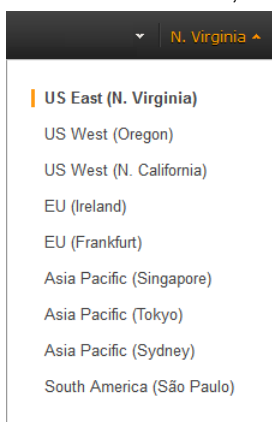 N. Virginia
US East (N. Virginia)
US West (Oregon)
US West (N. California)
EU (Ireland)
EU (Frankfurt)
Asia Pacific (Singapore)
Asia Pacific (Tokyo)
Asia Pacific (Sydney)
South America (São Paulo)